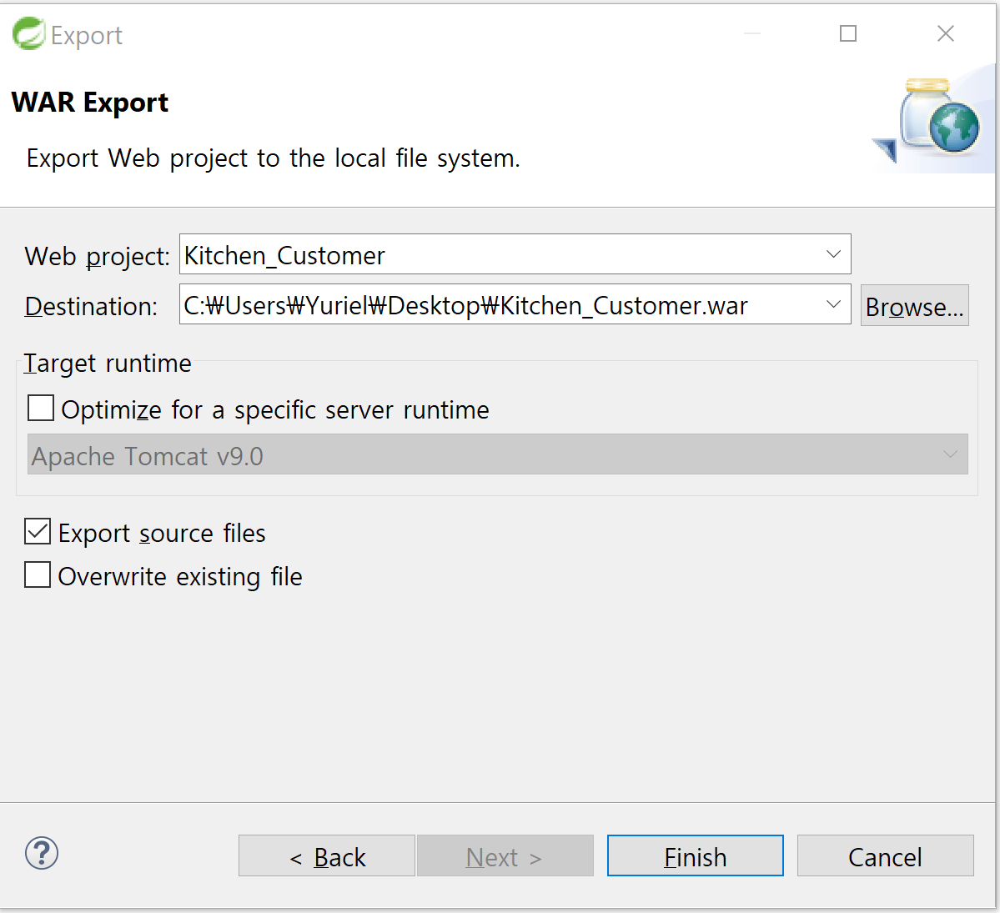 Export
WAR Export
Export Web project to the local file system.
Web project: Kitchen_Customer
Destination: C:₩Users₩Yuriel₩Desktop₩Kitchen_Customer.war Browse...
Target runtime
Optimize for a specific server runtime
Apache Tomcat v9.0
Export source files
Overwrite existing file
? < Back Next > Finish Cancel